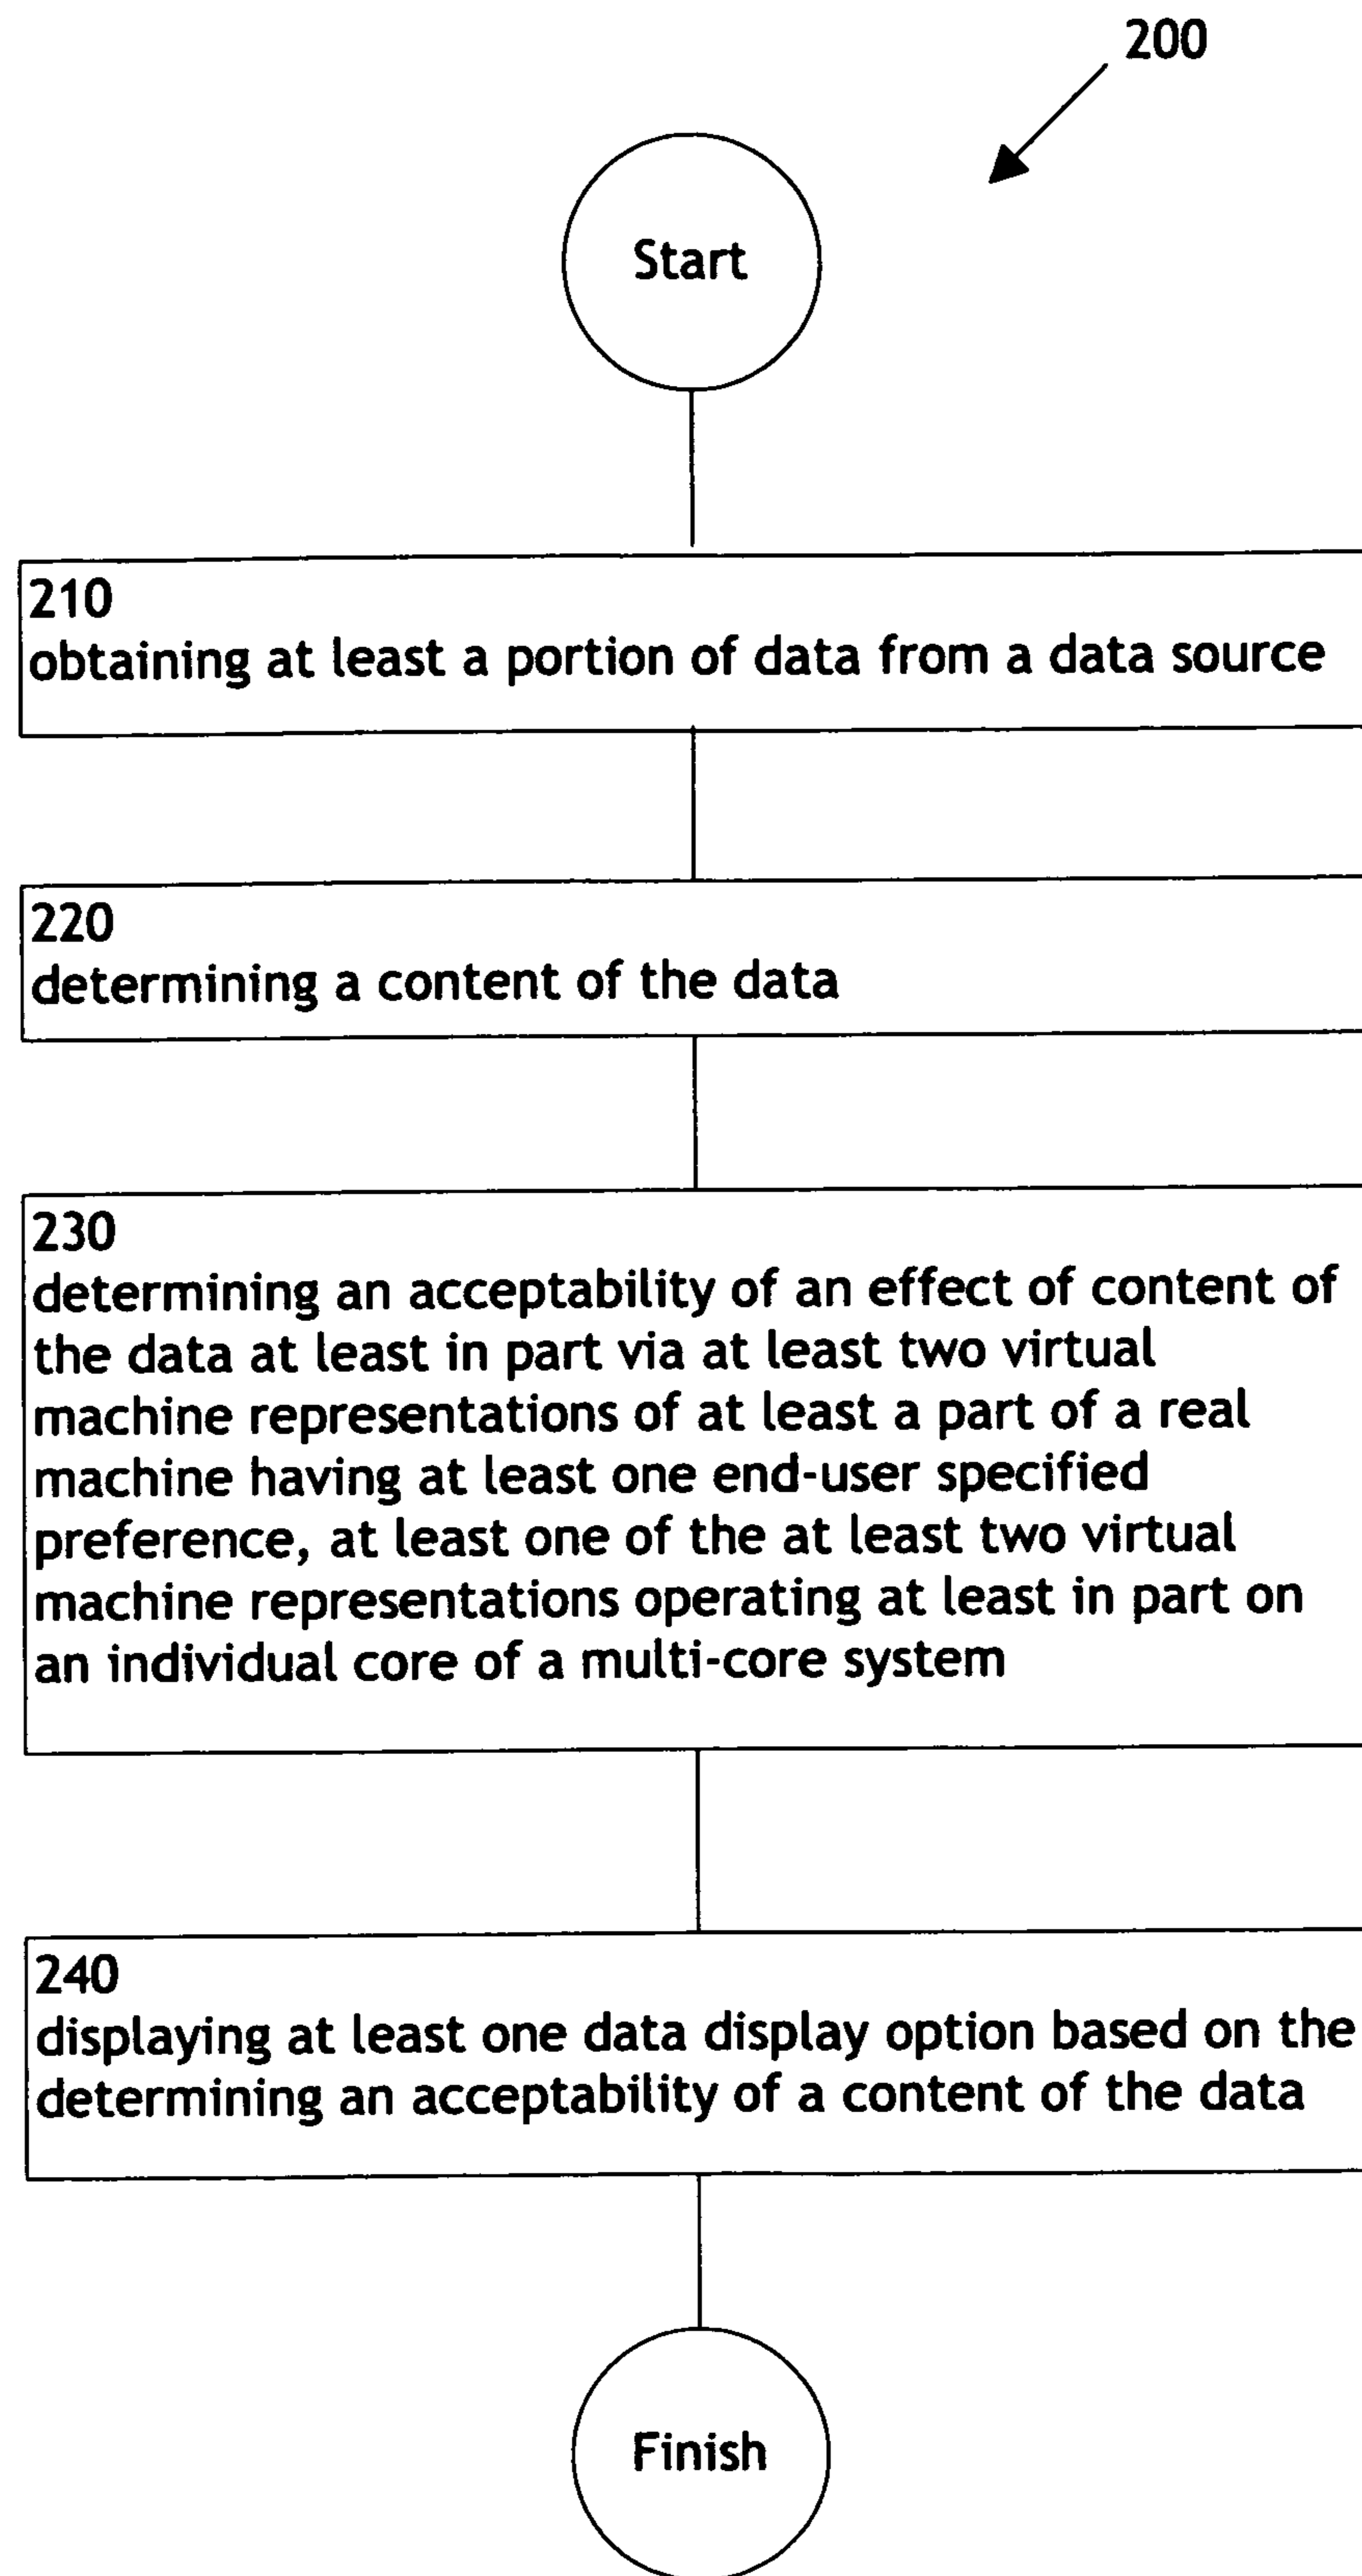 200
Start
210
obtaining at least a portion of data from a data source
220
determining a content of the data
230
determining an acceptability of an effect of content of
the data at least in part via at least two virtual
machine representations of at least a part of a real
machine having at least one end-user specified
preference, at least one of the at least two virtual
machine representations operating at least in part on
an individual core of a multi-core system
240
displaying at least one data display option based on the
determining an acceptability of a content of the data
Finish